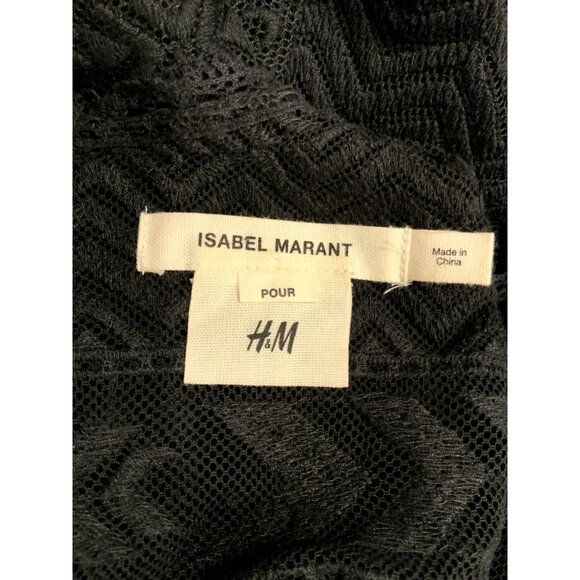 ISABEL MARANT
Made in
China
POUR
H&M